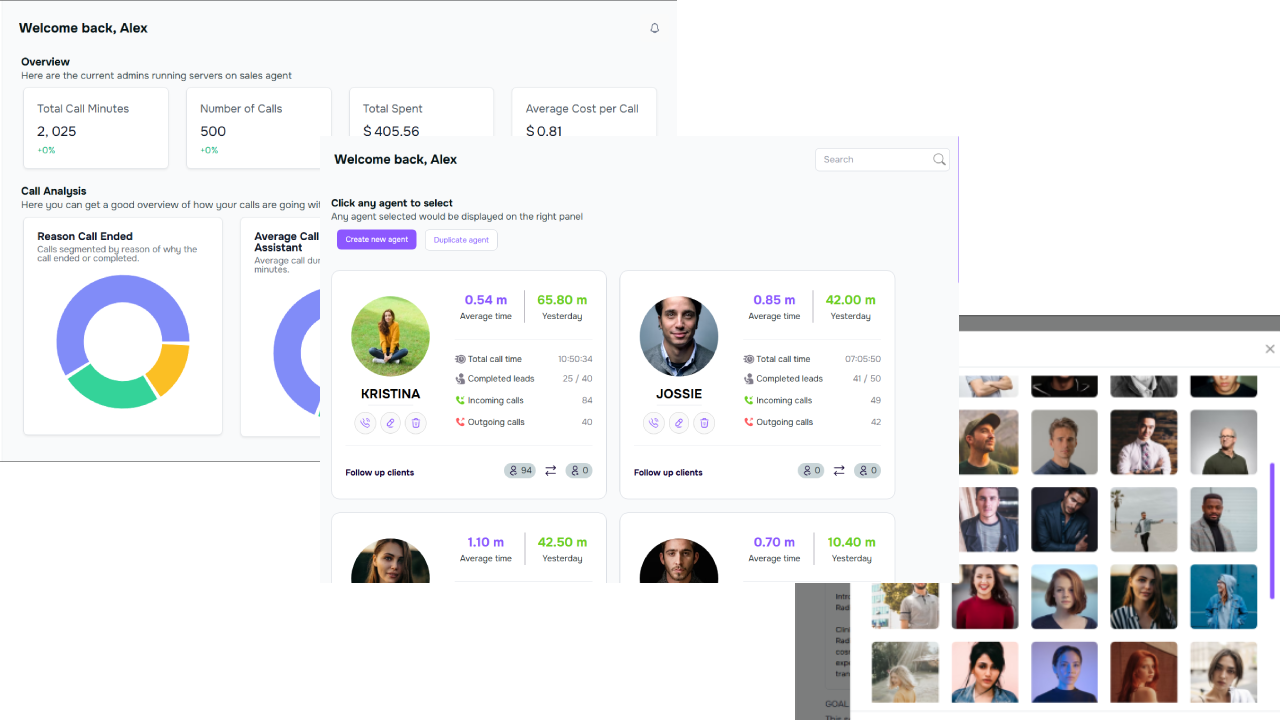 Welcome back, Alex
Overview
Here are the current admins running servers on sales agent
Total Call Minutes
2, 025
+0%
Number of Calls
500
+0%
Total Spent
$ 405.56
Average Cost per Call
$ 0.81
Call Analysis
Here you can get a good overview of how your calls are going wit
Reason Call Ended
Calls segmented by reason of why the
call ended or completed.
Average Call
Assistant
Average call dur
minutes.
Welcome back, Alex
Search
Click any agent to select
Any agent selected would be displayed on the right panel
Create new agent
Duplicate agent
0.54 m
Average time
65.80 m
Yesterday
Total call time 10:50:34
Completed leads 25 / 40
Incoming calls 84
Outgoing calls 40
KRISTINA
Follow up clients
94
0
0.85 m
Average time
42.00 m
Yesterday
Total call time 07:05:50
Completed leads 41 / 50
Incoming calls 49
Outgoing calls 42
JOSSIE
Follow up clients
0
0
1.10 m
Average time
42.50 m
Yesterday
0.70 m
Average time
10.40 m
Yesterday
Intro
Radi
Clini
Radi
cos
expe
tran
GOAL